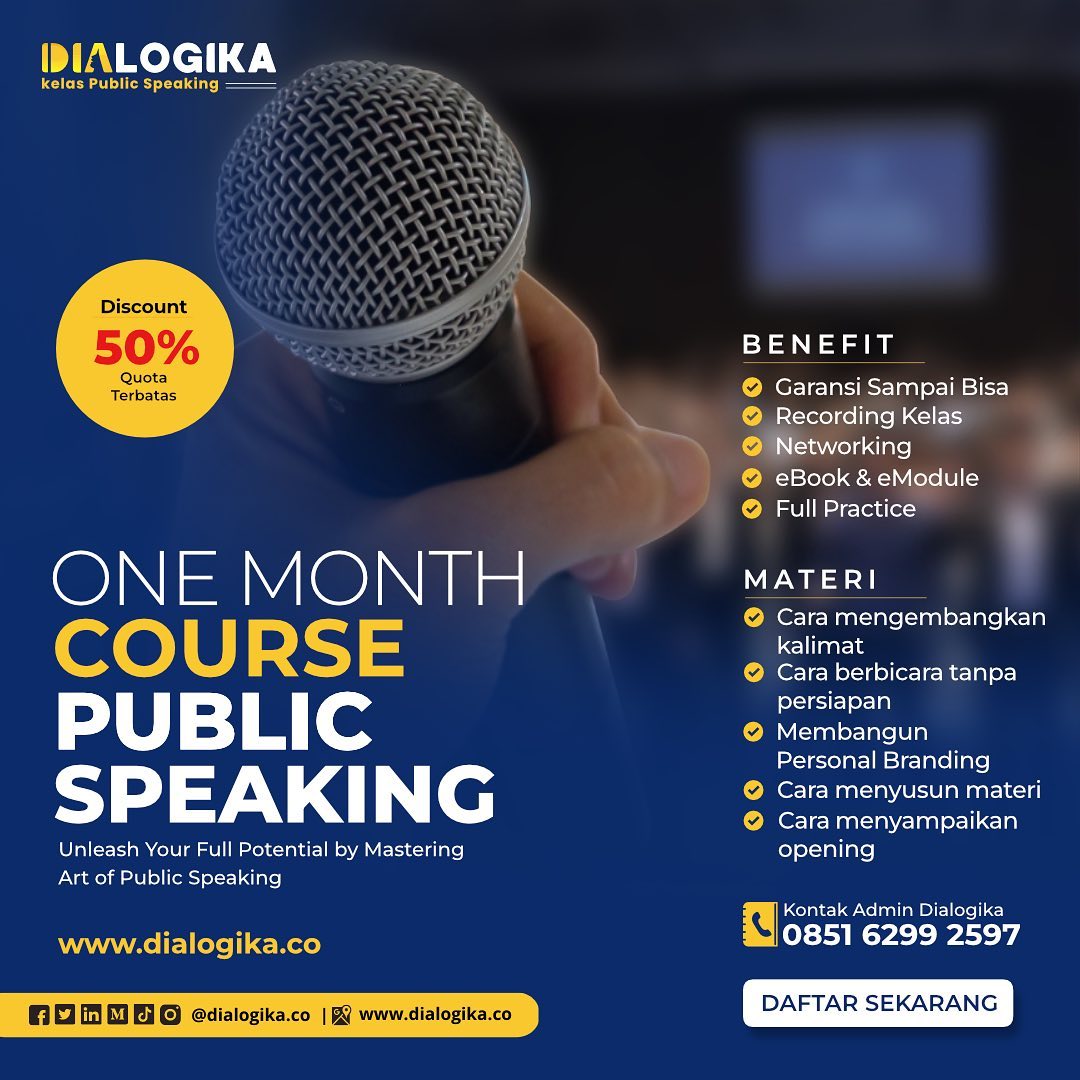 DIALOGIKA
kelas Public Speaking
Discount
50%
Quota
Terbatas
ONE MONTH
COURSE
PUBLIC
SPEAKING
Unleash Your Full Potential by Mastering
Art of Public Speaking
www.dialogika.co
@dialogika.co | www.dialogika.co
BENEFIT
Garansi Sampai Bisa
Recording Kelas
Networking
eBook & eModule
Full Practice
MATERI
Cara mengembangkan
kalimat
Cara berbicara tanpa
persiapan
Membangun
Personal Branding
Cara menyusun materi
Cara menyampaikan
opening
Kontak Admin Dialogika
0851 6299 2597
DAFTAR SEKARANG